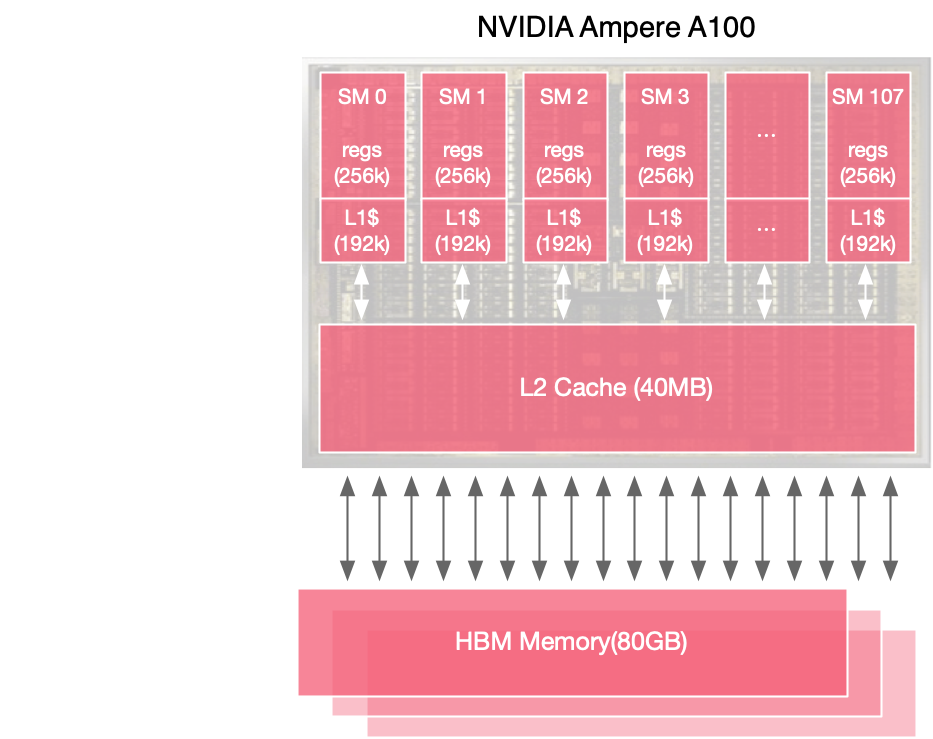 NVIDIA Ampere A100
SM 0
regs
(256k)
L1$
(192k)
SM 1
regs
(256k)
L1$
(192k)
SM 2
regs
(256k)
L1$
(192k)
SM 3
regs
(256k)
L1$
(192k)
...
...
SM 107
regs
(256k)
L1$
(192k)
L2 Cache (40MB)
HBM Memory(80GB)